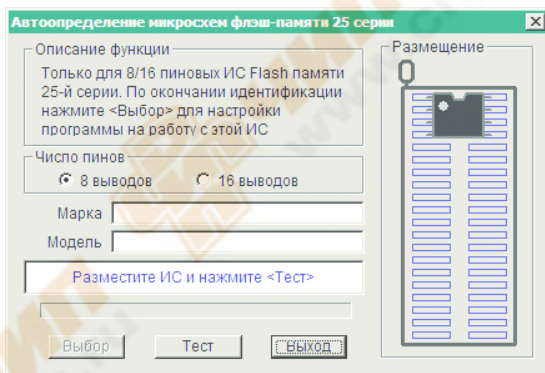 Автоопределение микросхем флэш-памяти 25 серии
Описание функции
Только для 8/16 пиновых ИС Flash памяти
25-й серии. По окончании идентификации
нажмите <Выбор> для настройки
программы на работу с этой ИС
Число пинов
8 выводов
16 выводов
Марка
Модель
Разместите ИС и нажмите <Тест>
Выбор
Тест
Выход
Размещение